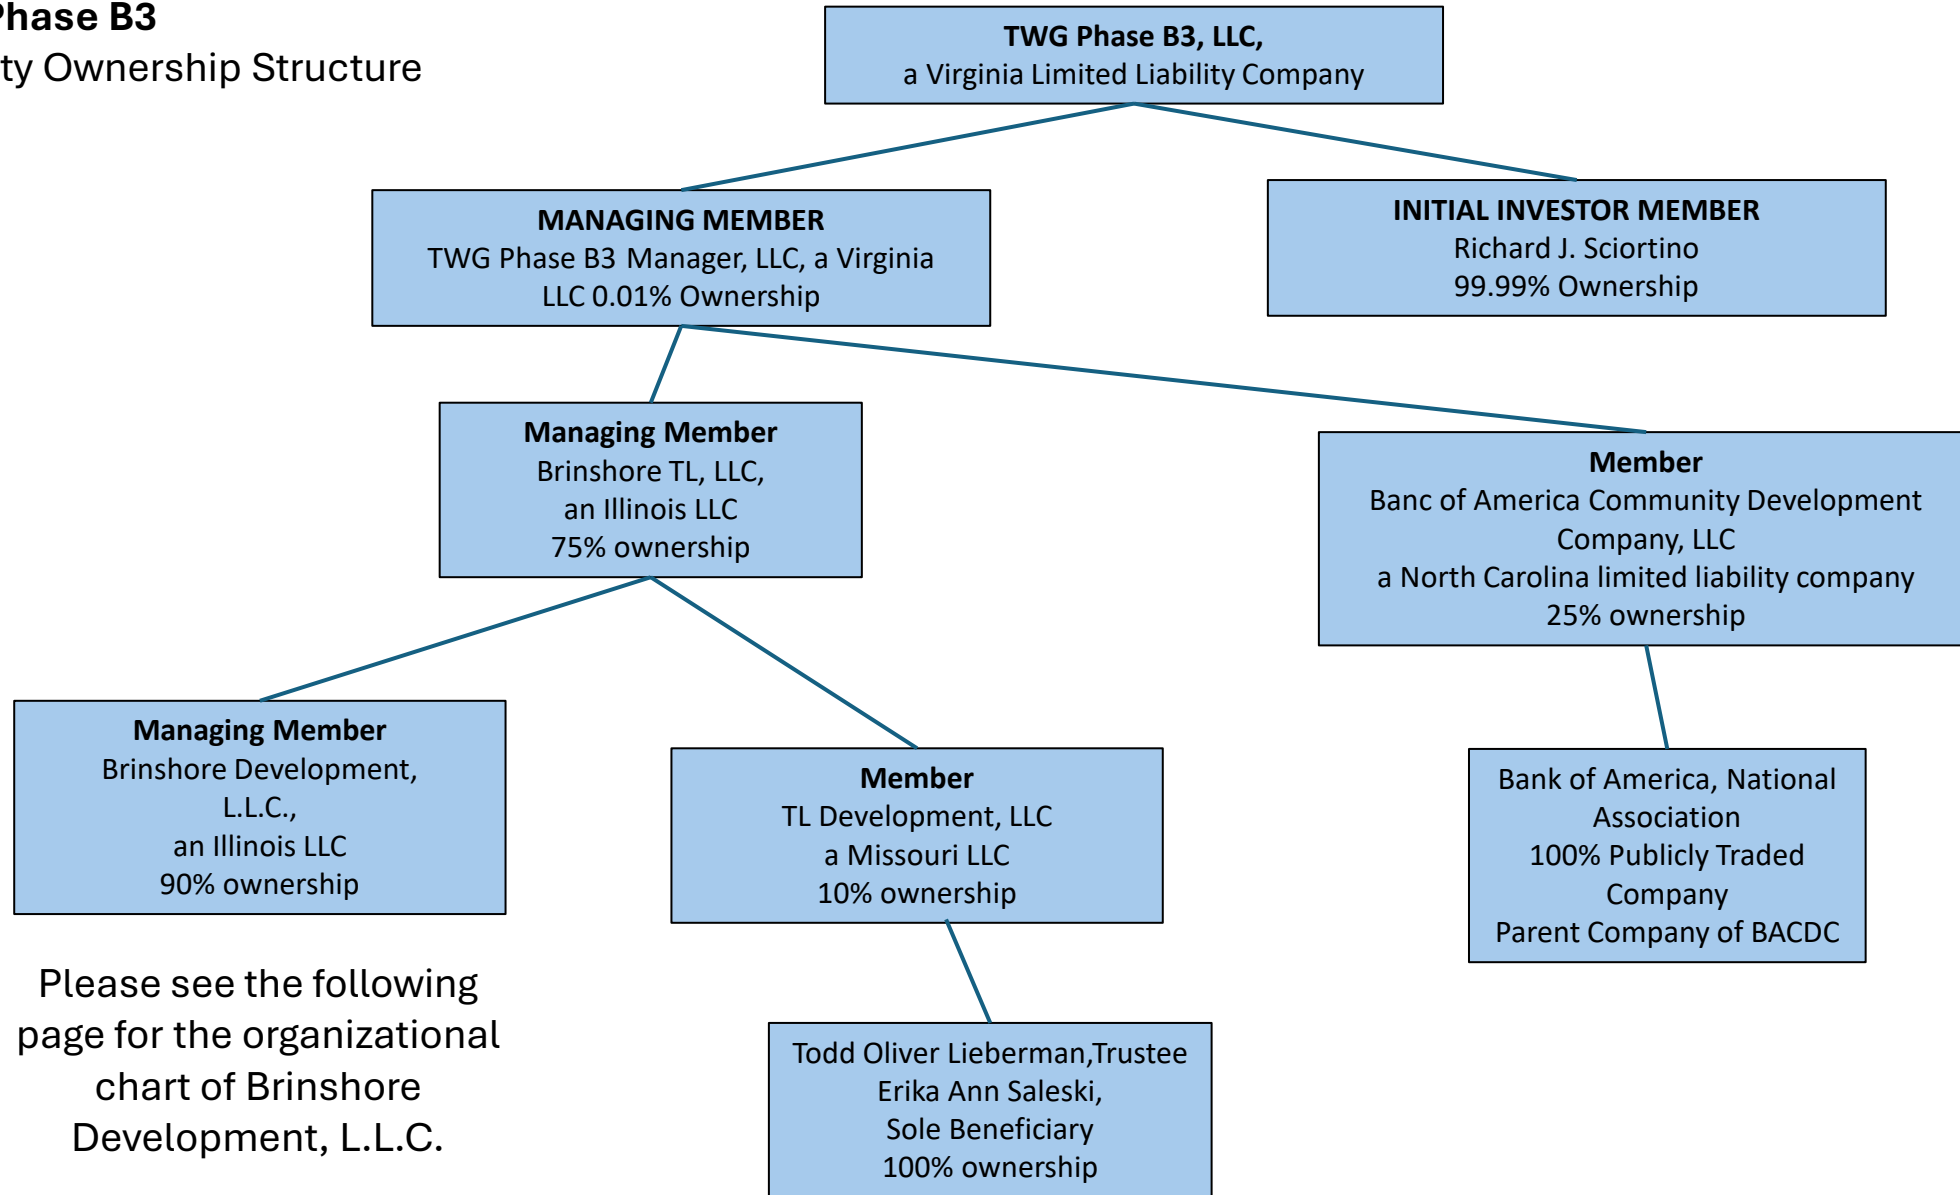 Phase B3
ty Ownership Structure
TWG Phase B3, LLC,
a Virginia Limited Liability Company
MANAGING MEMBER
TWG Phase B3 Manager, LLC, a Virginia
LLC 0.01% Ownership
INITIAL INVESTOR MEMBER
Richard J. Sciortino
99.99% Ownership
Managing Member
Brinshore TL, LLC,
an Illinois LLC
75% ownership
Member
Banc of America Community Development
Company, LLC
a North Carolina limited liability company
25% ownership
Managing Member
Brinshore Development,
L.L.C.,
an Illinois LLC
90% ownership
Member
TL Development, LLC
a Missouri LLC
10% ownership
Bank of America, National
Association
100% Publicly Traded
Company
Parent Company of BACDC
Please see the following
page for the organizational
chart of Brinshore
Development, L.L.C.
Todd Oliver Lieberman,Trustee
Erika Ann Saleski,
Sole Beneficiary
100% ownership